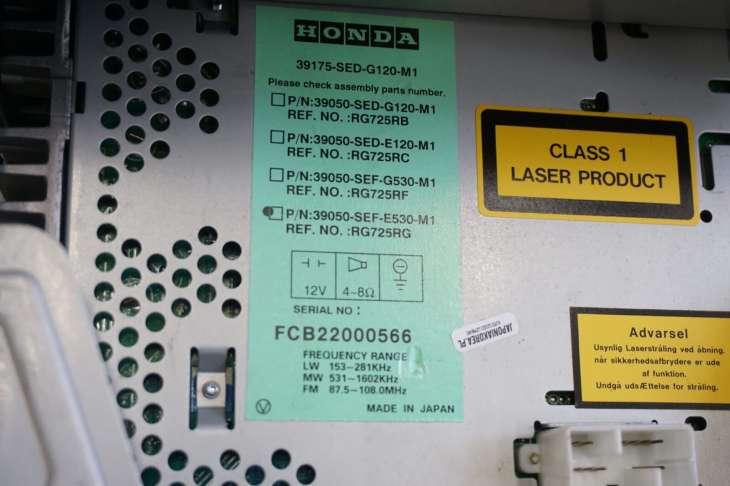 HONDA
39175-SED-G120-M1
Please check assembly parts number.
P/N:39050-SED-G120-M1
REF. NO. :RG725RB
P/N:39050-SED-E120-M1
REF. NO. :RG725RC
P/N:39050-SEF-G530-M1
REF. NO. :RG725RF
P/N:39050-SEF-E530-M1
REF. NO. :RG725RG
12V
4~8Ω
SERIAL NO:
FCB22000566
FREQUENCY RANGE
LW 153-281KHz
MW 531-1602KHz
FM 87.5-108.0MHz
MADE IN JAPAN
CLASS 1
LASER PRODUCT
JAPONIAKOREA.PL
Advarsel
Usynlig Laserstråling ved åbning.
når sikkerhedsafbrydere er ude
af funktion.
Undgå udsÆttelse for stråling.